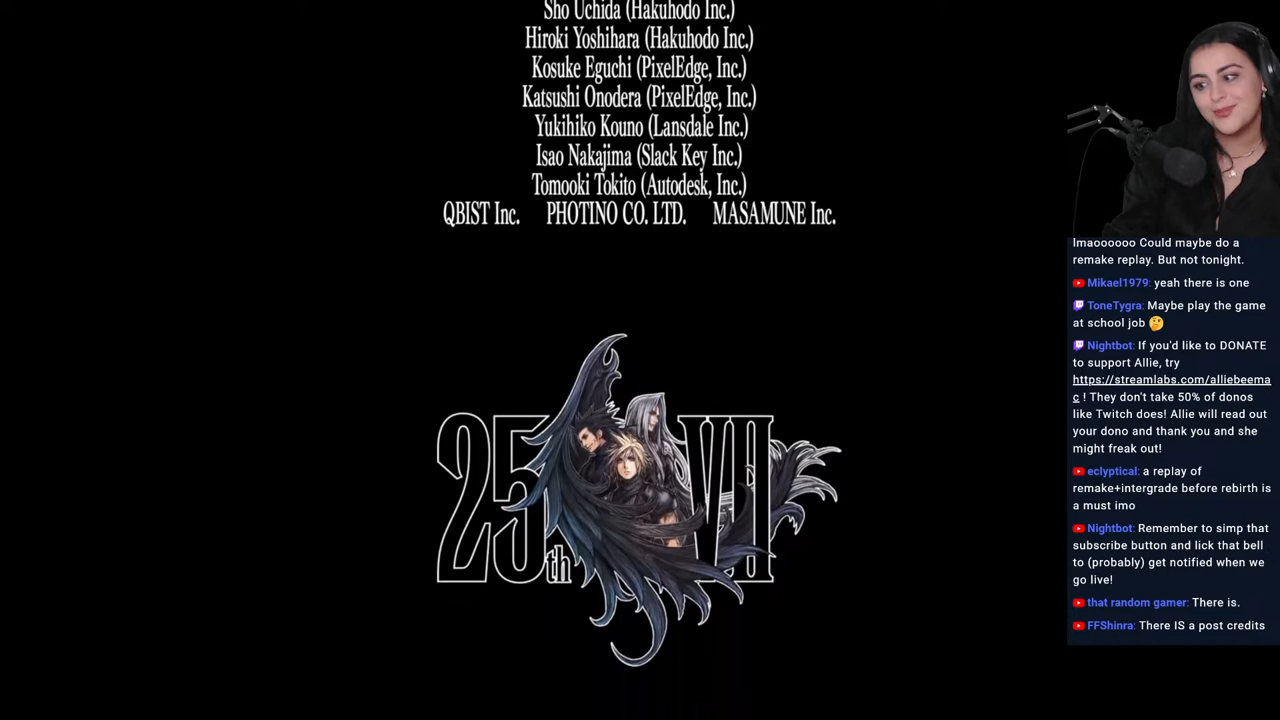 Sho Uchida (Hakuhodo Inc.)
Hiroki Yoshihara (Hakuhodo Inc.)
Kosuke Eguchi (PixelEdge, Inc.)
Katsushi Onodera (PixelEdge, Inc.)
Yukihiko Kouno (Lansdale Inc.)
Isao Nakajima (Slack Key Inc.)
Tomooki Tokito (Autodesk, Inc.)
QBIST Inc. PHOTINO CO. LTD. MASAMUNE Inc.
25th VII
lmaoooooo Could maybe do a
remake replay. But not tonight.
Mikael1979: yeah there is one
ToneTygra: Maybe play the game
at school job 🤔
Nightbot: If you'd like to DONATE
to support Allie, try
https://streamlabs.com/alliebeema
c ! They don't take 50% of donos
like Twitch does! Allie will read out
your dono and thank you and she
might freak out!
eclyptical: a replay of
remake+intergrade before rebirth is
a must imo
Nightbot: Remember to simp that
subscribe button and lick that bell
to (probably) get notified when we
go live!
that random gamer: There is.
FFShinra: There IS a post credits